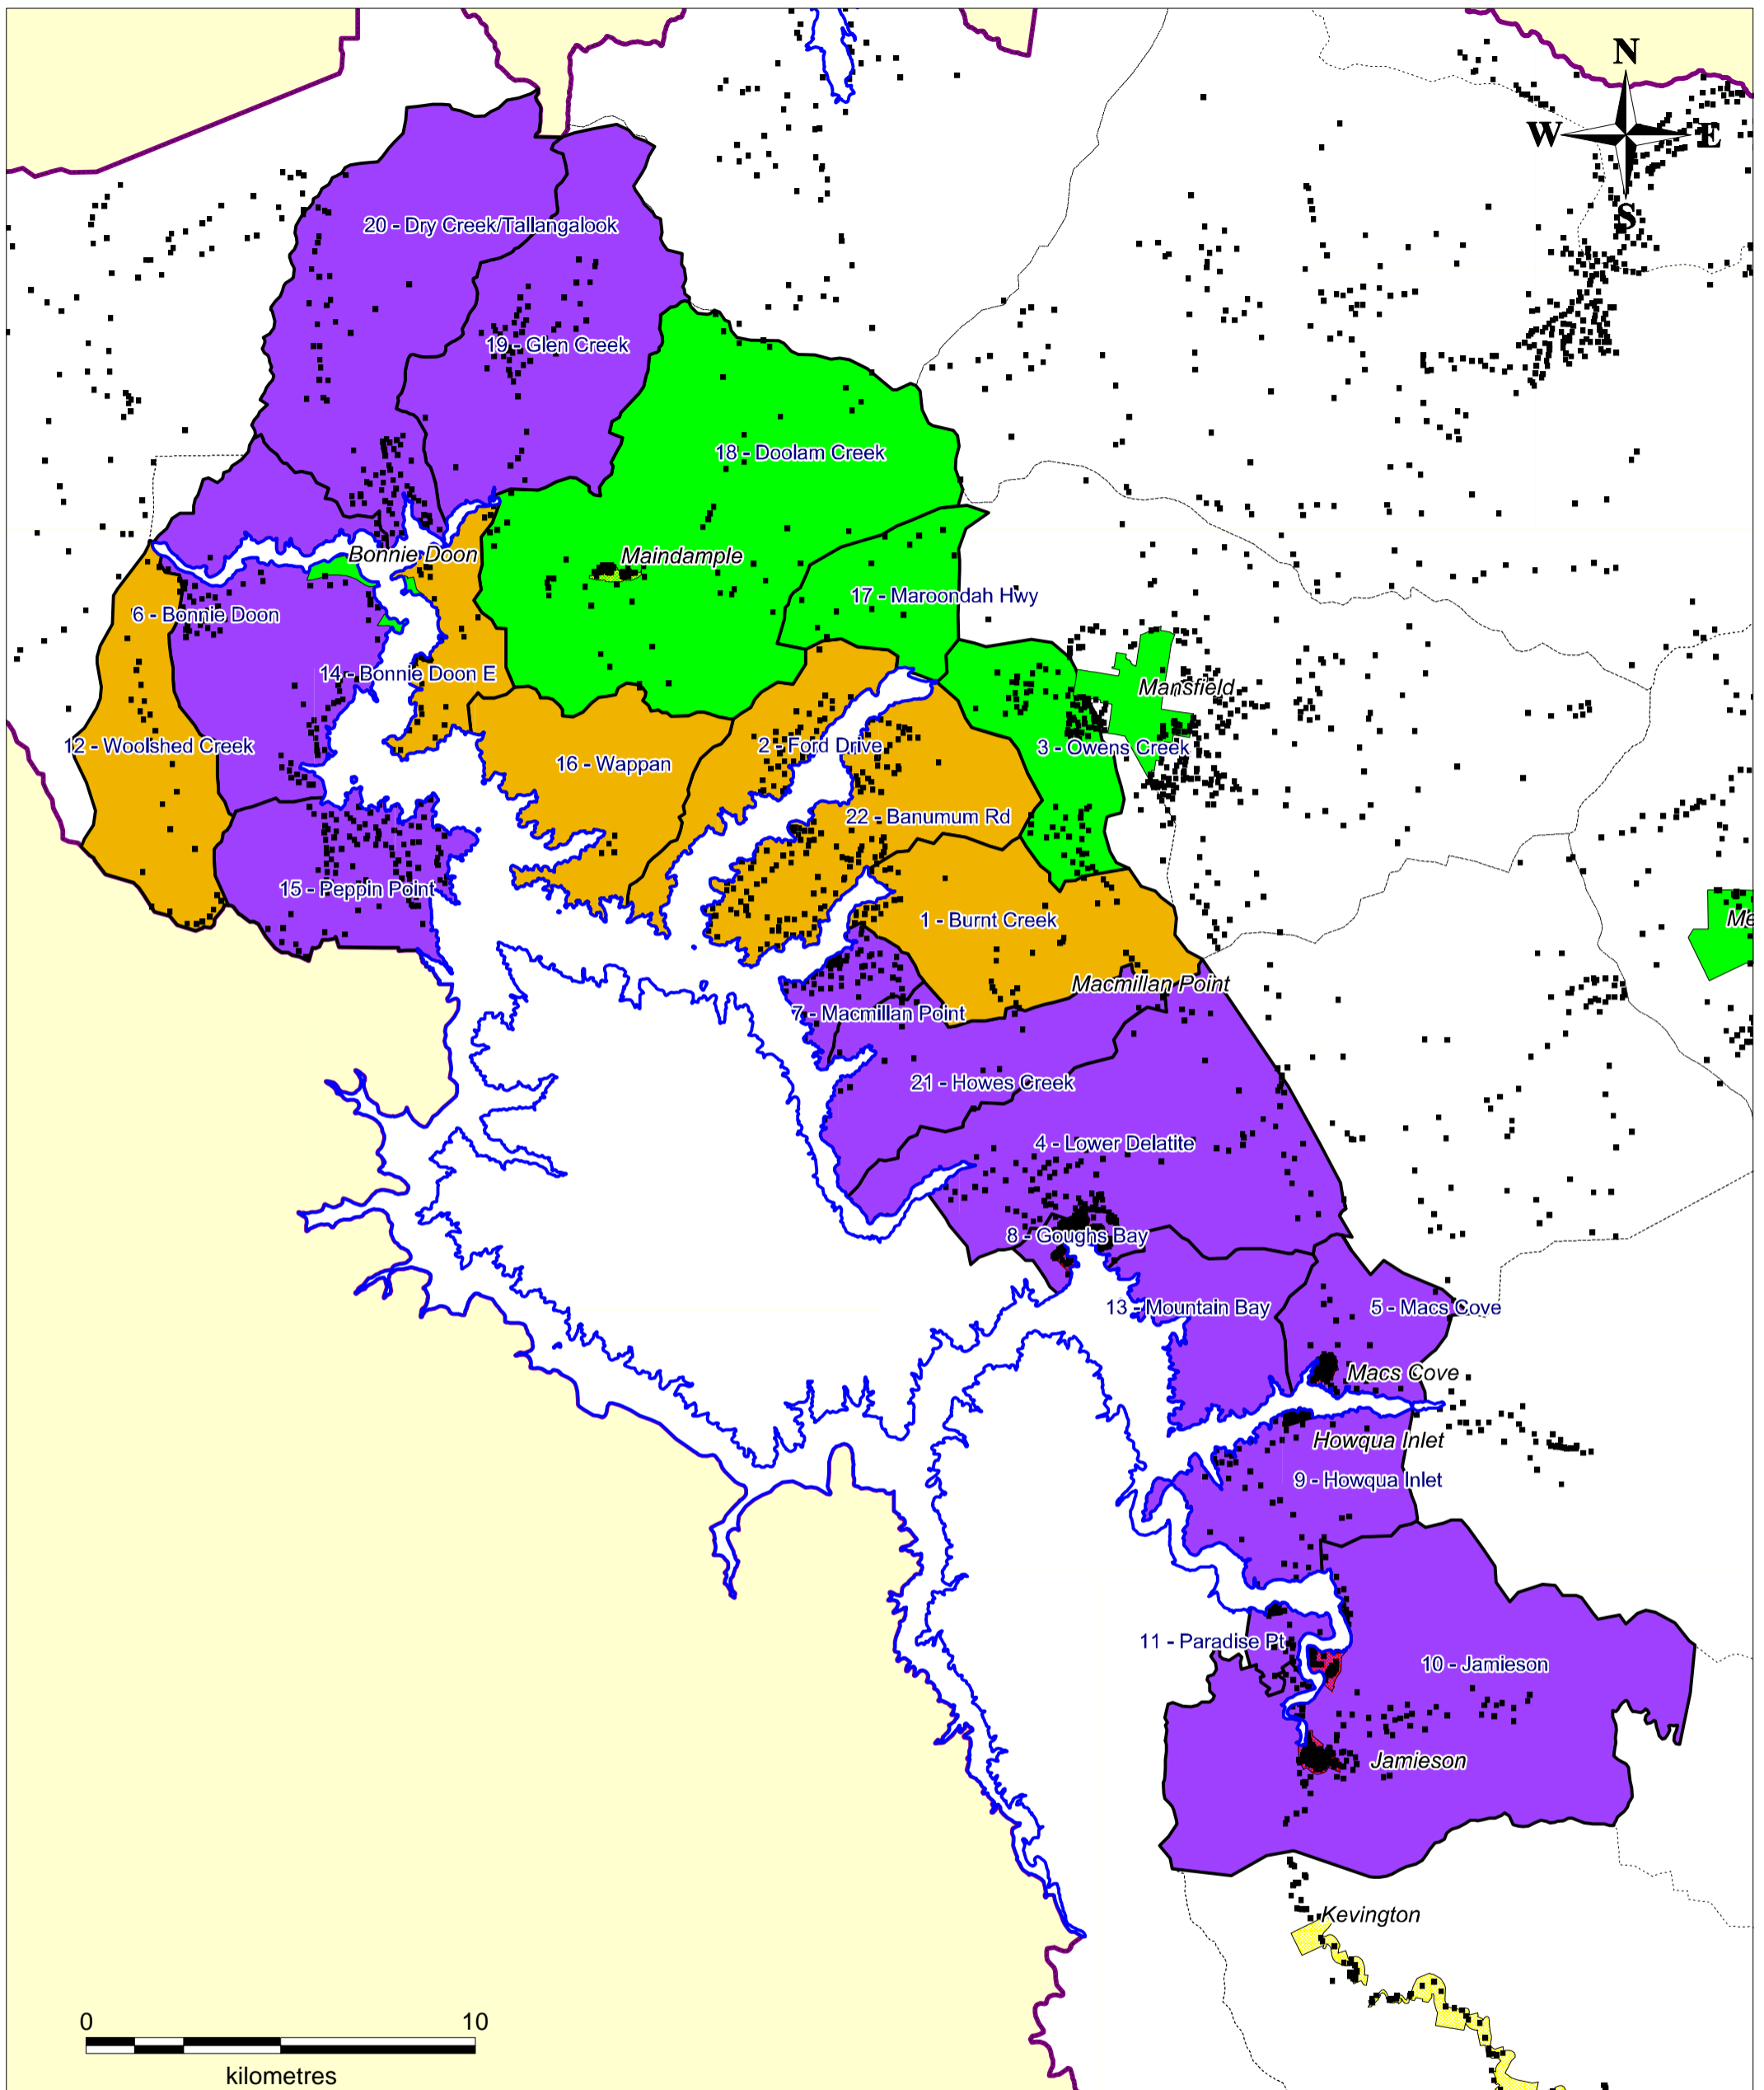 N
W E
S
20 - Dry Creek/Tallangalook
19 - Glen Creek
18 - Doolam Creek
Bonnie Doon
Maindample
17 - Maroondah Hwy
6 - Bonnie Doon
14 - Bonnie Doon E
Mansfield
12 - Woolshed Creek
16 - Wappan
2 - Ford Drive
3 - Owens Creek
22 - Banumum Rd
15 - Peppin Point
1 - Burnt Creek
Me
Macmillan Point
7 - Macmillan Point
21 - Howes Creek
4 - Lower Delatite
8 - Goughs Bay
13 - Mountain Bay
5 - Macs Cove
Macs Cove
Howqua Inlet
9 - Howqua Inlet
11 - Paradise Pt
10 - Jamieson
Jamieson
Kevington
0 10
kilometres